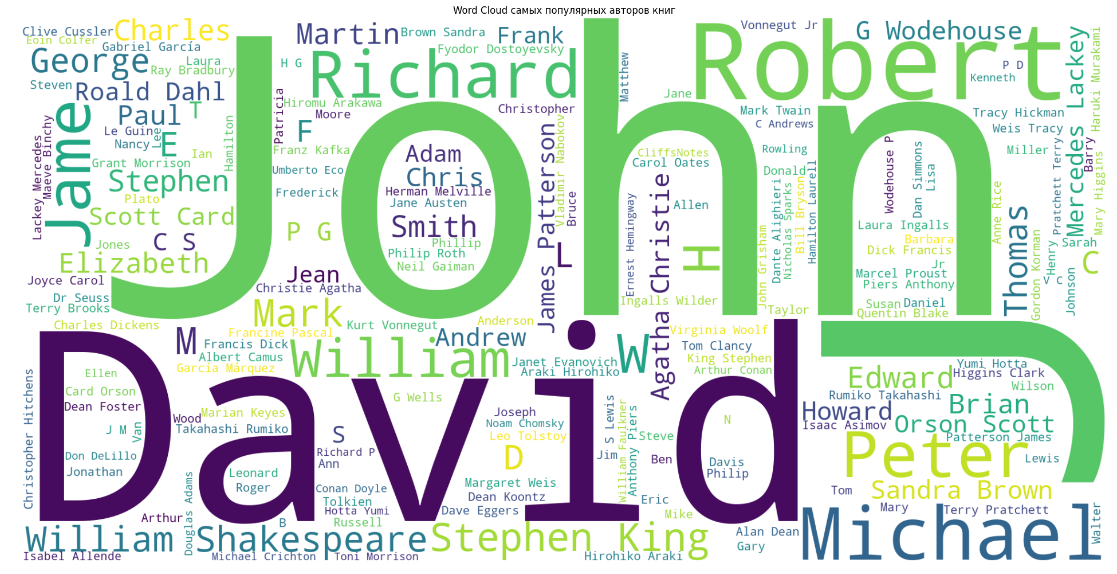 Word Cloud самых популярных авторов книг
Clive Cussler
Charles
Eoin Colfer
Gabriel García
Laura
George
Ray Bradbury
Steven
Roald Dahl
Martin
Brown Sandra
Frank
Fyodor Dostoyevsky
H G
Richard
Robert
Vonnegut Jr
G Wodehouse
P D
Kenneth
Matthew
Haruki Murakami
Mercedes Lackey
Jane
Mark Twain
C Andrews
Tracy Hickman
Weis Tracy
Rowling
Miller
Barry
Mary Higgins
Hiromu Arakawa
Moore
Christopher
Patricia
Paul
T
Le Guin
Lee
Nancy
E
F
Franz Kafka
Hamilton
Ian
Grant Morrison
Umberto Eco
Stephen
Frederick
Plato
Scott Card
Jame
Lackey Mercedes
Maeve Binchy
Jones
C S
P G
Elizabeth
Joyce Carol
Dr Seuss
Terry Brooks
Jean
Christie Agatha
Adam
Chris
Herman Melville
Jane Austen
Smith
Phillip
Philip Roth
Neil Gaiman
Vladimir Nabokov
Bruce
James Patterson
L
CliffsNotes
Carol Oates
Allen
Donald
Ernest Hemingway
Agatha Christie
H
Ingalls Wilder
John Grisham
Dante Alighieri
Nicholas Sparks
Bill Bryson
Hamilton Laurell
Taylor
Wodehouse P
Dan Simmons
Lisa
Laura Ingalls
Barbara
Dick Francis
Jr
Marcel Proust
Piers Anthony
Susan
Daniel
Quentin Blake
Anne Rice
Thomas
Gordon Korman
Henry
Pratchett Terry
Sarah
C
Johnson
John
Charles Dickens
Mark
Francine Pascal
Kurt Vonnegut
Anderson
Andrew
M
Francis Dick
Albert Camus
Garcia Márquez
William
Janet Evanovich
Araki Hirohiko
W
Virginia Woolf
Tom Clancy
King Stephen
Arthur Conan
Ellen
Card Orson
Dean Foster
J M
Van
Wood
Marian Keyes
Takahashi Rumiko
Don DeLillo
Jonathan
Christopher Hitchens
G Wells
S
Richard P
Ann
Joseph
Noam Chomsky
Leo Tolstoy
D
Jim
S Lewis
William Faulkner
Anthony Piers
Steve
Ben
N
Davis
Philip
David
J
Edward
Yumi Hotta
Higgins Clark
Wilson
Rumiko Takahashi
Howard
Brian
Isaac Asimov
Orson Scott
Patterson James
Lewis
Peter
Leonard
Roger
Conan Doyle
Tolkien
Hotta Yumi
Russell
Margaret Weis
Dean Koontz
Dave Eggers
Eric
Mike
Tom
Sandra Brown
Mary
Terry Pratchett
Walter
Arthur
Douglas Adams
B
William Shakespeare
Stephen King
Alan Dean
Gary
Michael
Isabel Allende
Michael Crichton
Toni Morrison
Hirohiko Araki